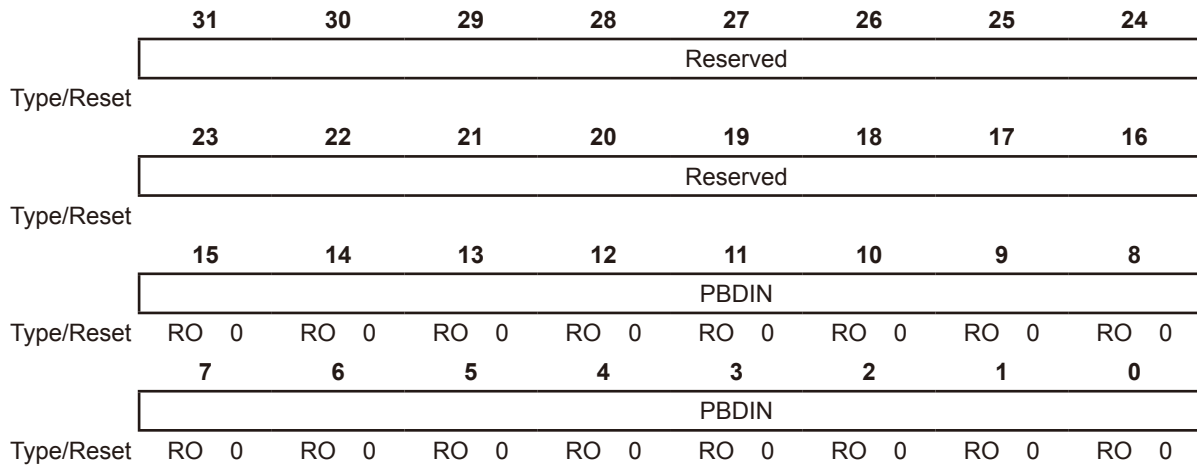 31 30 29 28 27 26 25 24
Reserved
Type/Reset
23 22 21 20 19 18 17 16
Reserved
Type/Reset
15 14 13 12 11 10 9 8
PBDIN
Type/Reset RO 0 RO 0 RO 0 RO 0 RO 0 RO 0 RO 0 RO 0
7 6 5 4 3 2 1 0
PBDIN
Type/Reset RO 0 RO 0 RO 0 RO 0 RO 0 RO 0 RO 0 RO 0